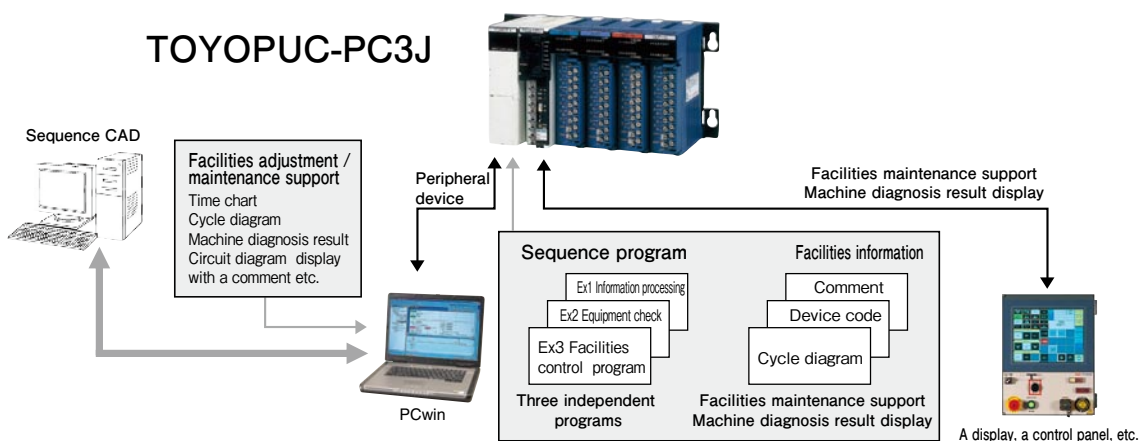 TOYOPUC-PC3J
Sequence CAD
Facilities adjustment /
maintenance support
Time chart
Cycle diagram
Machine diagnosis result
Circuit diagram display
with a comment etc.
Peripheral
device
Facilities maintenance support
Machine diagnosis result display
Sequence program
Ex1 Information processing
Ex2 Equipment check
Ex3 Facilities
control program
Three independent
programs
Facilities information
Comment
Device code
Cycle diagram
Facilities maintenance support
Machine diagnosis result display
PCwin
A display, a control panel, etc.